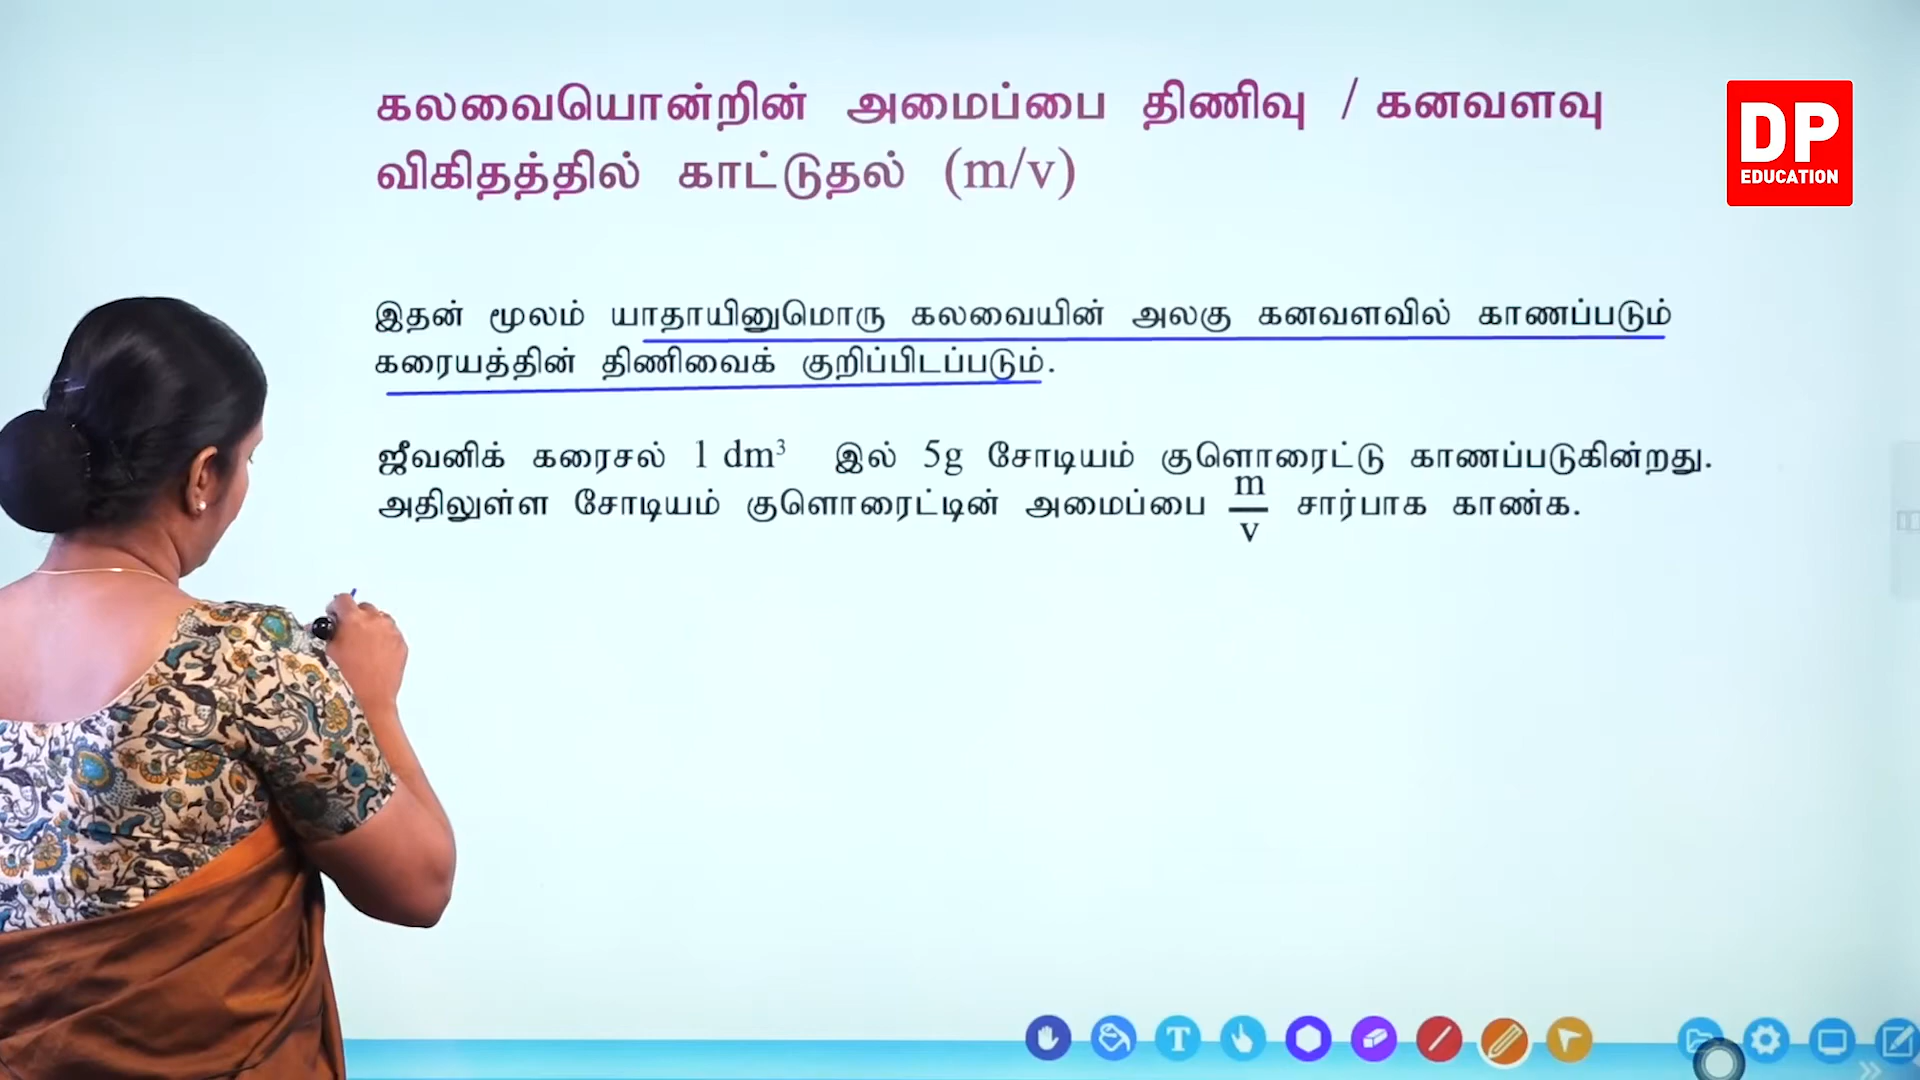 கலவையொன்றின் அமைப்பை திணிவு / கனவளவு
விகிதத்தில் காட்டுதல் (m/v)
DP
EDUCATION
இதன் மூலம் யாதாயினுமொரு கலவையின் அலகு கனவளவில் காணப்படும்
கரையத்தின் திணிவைக் குறிப்பிடப்படும்.
ஜீவனிக் கரைசல் 1 dm³ இல் 5g சோடியம் குளொரைட்டு காணப்படுகின்றது.
அதிலுள்ள சோடியம் குளொரைட்டின் அமைப்பை m/v சார்பாக காண்க.